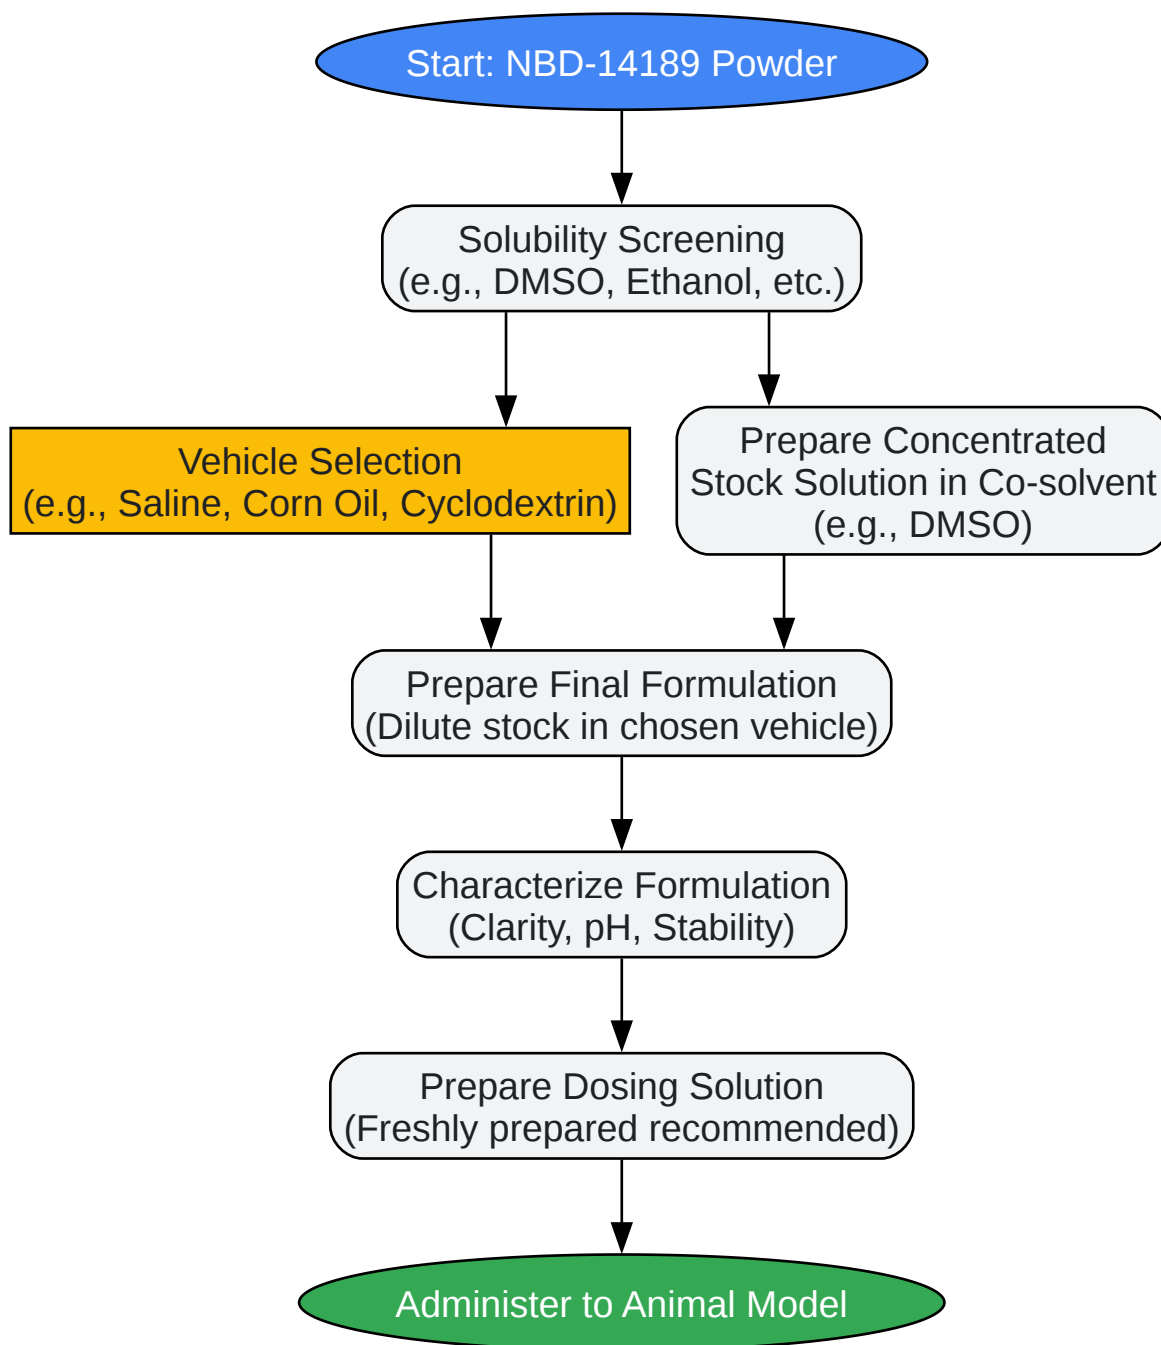 Start: NBD-14189 Powder
Solubility Screening
(e.g., DMSO, Ethanol, etc.)
Vehicle Selection
(e.g., Saline, Corn Oil, Cyclodextrin)
Prepare Concentrated
Stock Solution in Co-solvent
(e.g., DMSO)
Prepare Final Formulation
(Dilute stock in chosen vehicle)
Characterize Formulation
(Clarity, pH, Stability)
Prepare Dosing Solution
(Freshly prepared recommended)
Administer to Animal Model